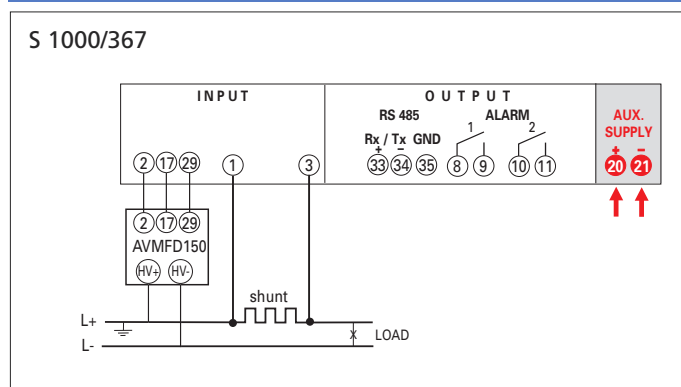 S 1000/367
INPUT
OUTPUT
RS 485 ALARM
AUX.
SUPPLY
1 2
Rx / Tx GND
+ − + −
2 17 29 1 3 33 34 35 8 9 10 11 20 21
2 17 29
AVMFD150
HV+ HV-
shunt
L+
X LOAD
L-